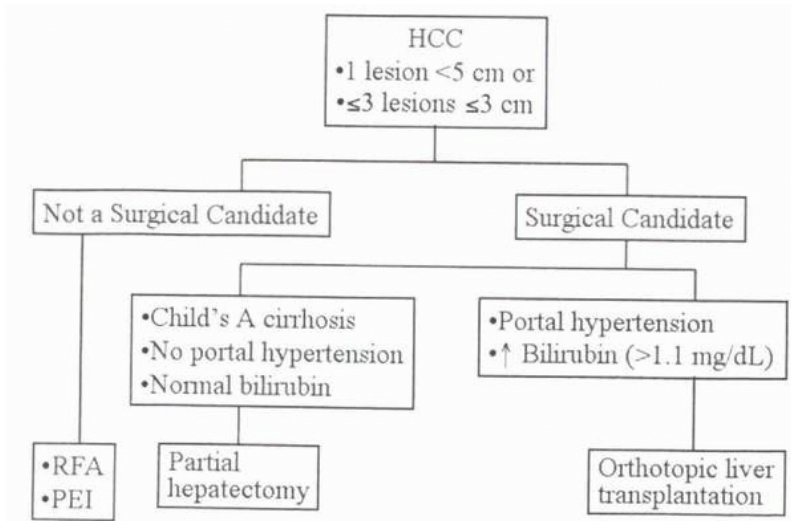 HCC
•1 lesion <5 cm or
•≤3 lesions ≤3 cm
Not a Surgical Candidate
Surgical Candidate
•Child's A cirrhosis
•No portal hypertension
•Normal bilirubin
•Portal hypertension
•↑ Bilirubin (>1.1 mg/dL)
•RFA
•PEI
Partial
hepatectomy
Orthotopic liver
transplantation